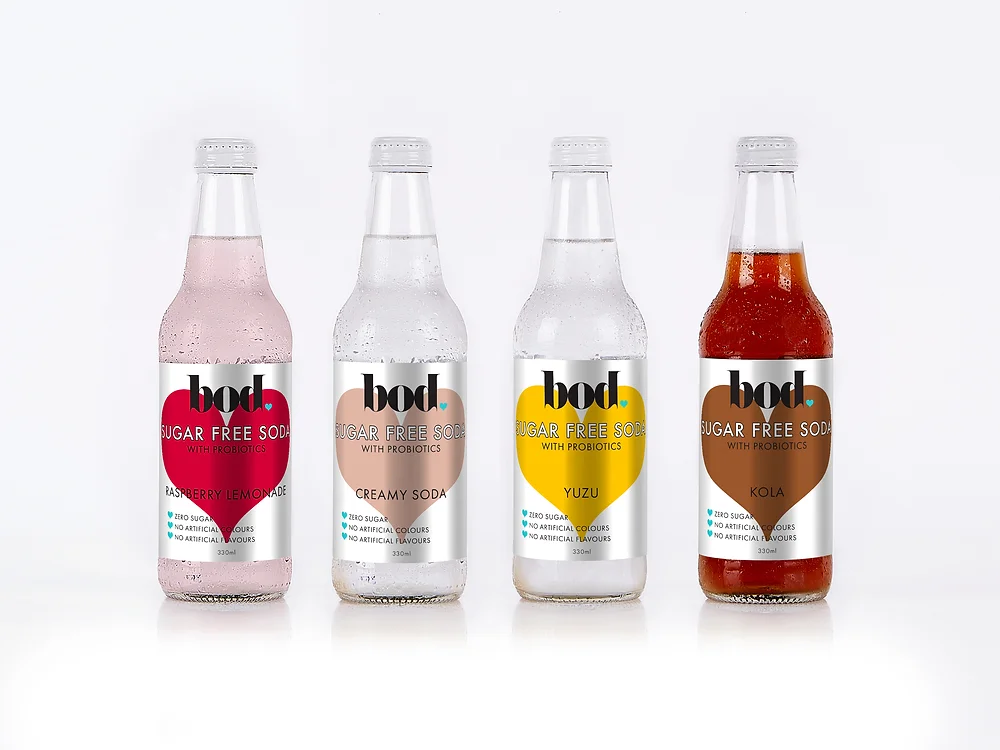 bod.
SUGAR FREE SODA
WITH PROBIOTICS
RASPBERRY LEMONADE
ZERO SUGAR
NO ARTIFICIAL COLOURS
NO ARTIFICIAL FLAVOURS
330ml
bod.
SUGAR FREE SODA
WITH PROBIOTICS
CREAMY SODA
ZERO SUGAR
NO ARTIFICIAL COLOURS
NO ARTIFICIAL FLAVOURS
330ml
bod.
SUGAR FREE SODA
WITH PROBIOTICS
YUZU
ZERO SUGAR
NO ARTIFICIAL COLOURS
NO ARTIFICIAL FLAVOURS
330ml
bod.
SUGAR FREE SODA
WITH PROBIOTICS
KOLA
ZERO SUGAR
NO ARTIFICIAL COLOURS
NO ARTIFICIAL FLAVOURS
330ml